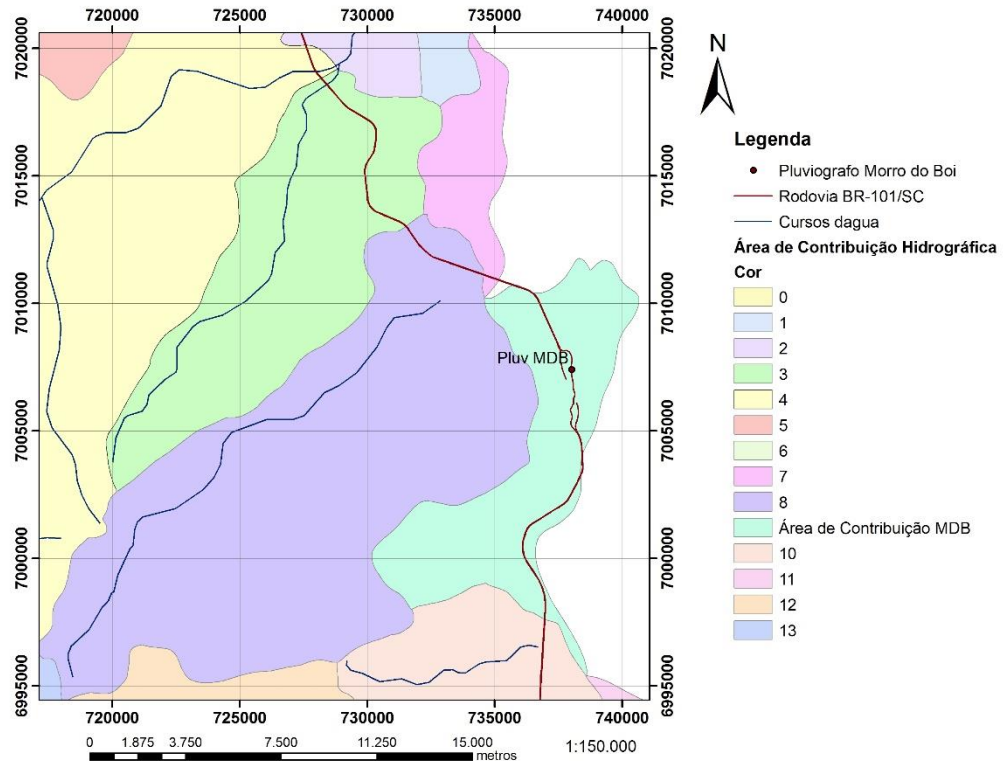 720000 725000 730000 735000 740000
7020000
7015000
7010000
7005000
7000000
6995000
7020000
7015000
7010000
7005000
7000000
6995000
Pluv MDB
720000 725000 730000 735000 740000
0 1.875 3.750 7.500 11.250 15.000
metros
1:150.000
N
Legenda
Pluviografo Morro do Boi
Rodovia BR-101/SC
Cursos dagua
Área de Contribuição Hidrográfica
Cor
0
1
2
3
4
5
6
7
8
Área de Contribuição MDB
10
11
12
13